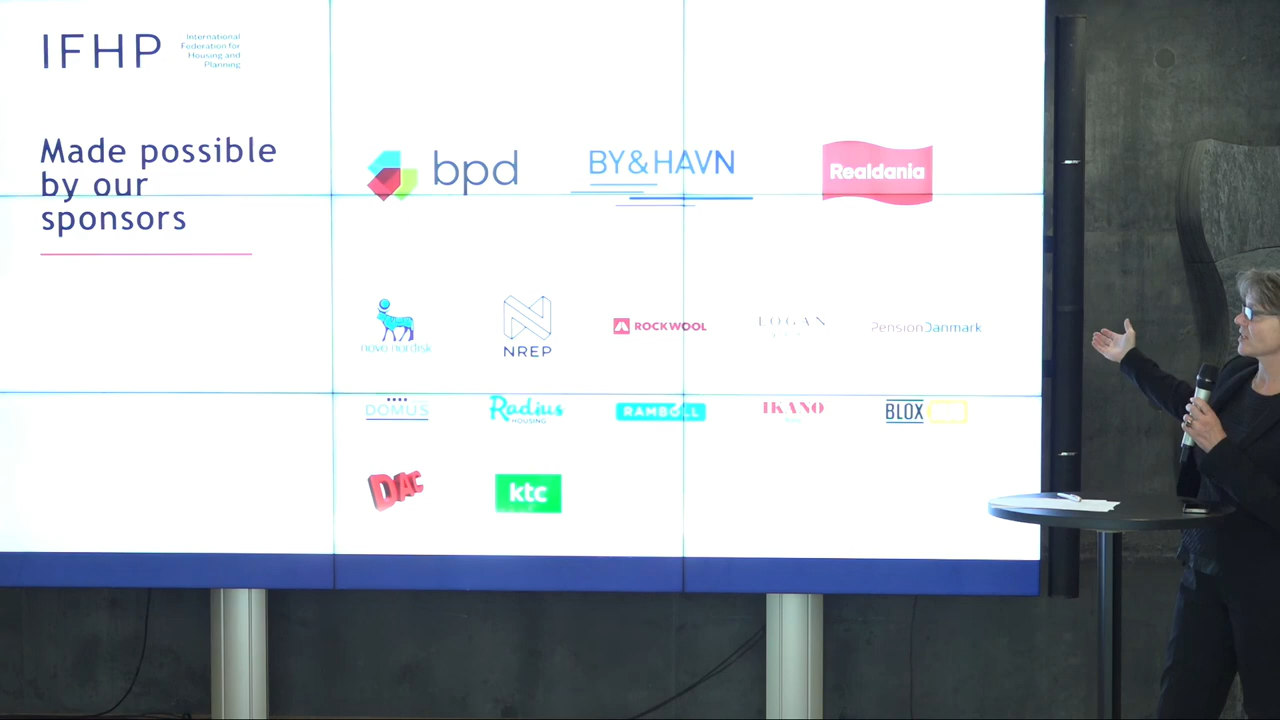 IFHP
International
Federation for
Housing and
Planning
Made possible
by our
sponsors
bpd
BY&HAVN
Realdania
novo nordisk
NREP
ROCKWOOL
LOGAN
PensionDanmark
DOMUS
Radius
HOUSING
RAMBOLL
IKANO
BLOX
DAC
ktc